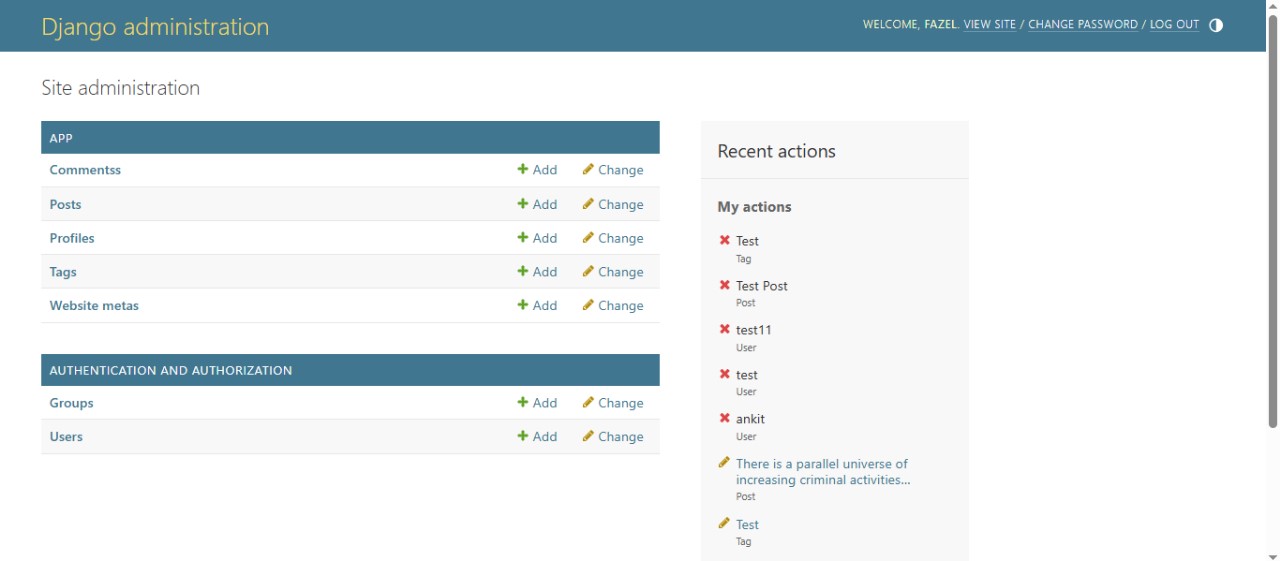 Django administration
WELCOME, FAZEL. VIEW SITE / CHANGE PASSWORD / LOG OUT
Site administration
APP
Commentss Add Change
Posts Add Change
Profiles Add Change
Tags Add Change
Website metas Add Change
AUTHENTICATION AND AUTHORIZATION
Groups Add Change
Users Add Change
Recent actions
My actions
Test
Tag
Test Post
Post
test11
User
test
User
ankit
User
There is a parallel universe of
increasing criminal activities…
Post
Test
Tag